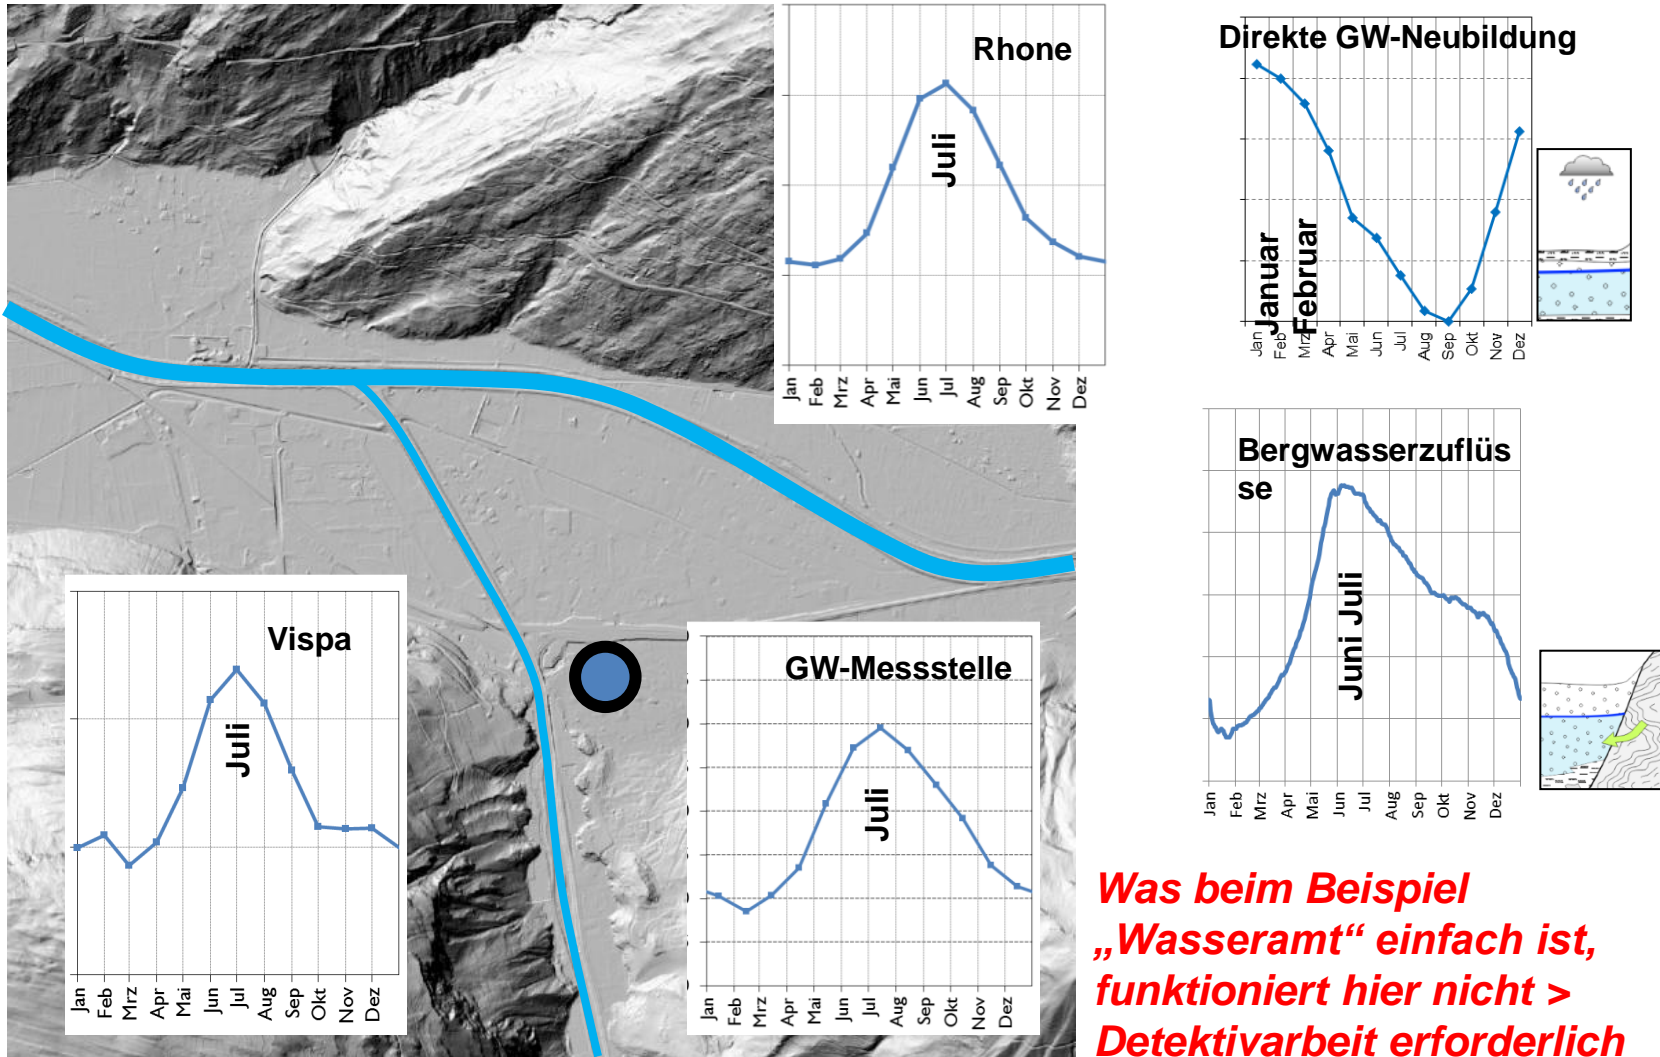 Rhone
Juli
Jan
Feb
Mrz
Apr
Mai
Jun
Jul
Aug
Sep
Okt
Nov
Dez
Direkte GW-Neubildung
Januar
Februar
Jan
Feb
Mrz
Apr
Mai
Jun
Jul
Aug
Sep
Okt
Nov
Dez
Bergwasserzuflüs
se
Juni Juli
Jan
Feb
Mrz
Apr
Mai
Jun
Jul
Aug
Sep
Okt
Nov
Dez
Vispa
Juli
Jan
Feb
Mrz
Apr
Mai
Jun
Jul
Aug
Sep
Okt
Nov
Dez
GW-Messstelle
Juli
Jan
Feb
Mrz
Apr
Mai
Jun
Jul
Aug
Sep
Okt
Nov
Dez
Was beim Beispiel
„Wasseramt“ einfach ist,
funktioniert hier nicht >
Detektivarbeit erforderlich